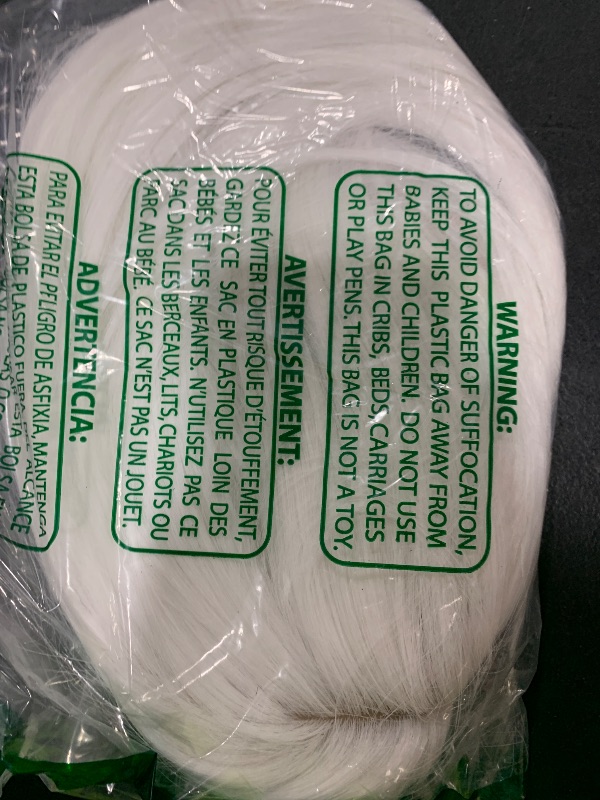 WARNING:
TO AVOID DANGER OF SUFFOCATION,
KEEP THIS PLASTIC BAG AWAY FROM
BABIES AND CHILDREN. DO NOT USE
THIS BAG IN CRIBS, BEDS, CARRIAGES
OR PLAY PENS. THIS BAG IS NOT A TOY.
AVERTISSEMENT:
POUR ÉVITER TOUT RISQUE D'ÉTOUFFEMENT,
GARDEZ CE SAC EN PLASTIQUE LOIN DES
BÉBÉS ET LES ENFANTS. N'UTILISEZ PAS CE
SAC DANS LES BERCEAUX, LITS, CHARIOTS OU
PARC AU BÉBÉ. CE SAC N'EST PAS UN JOUET.
ADVERTENCIA:
PARA EVITAR EL PELIGRO DE ASFIXIA, MANTENGA
ESTA BOLSA DE PLASTICO FUERA DEL ALCANCE